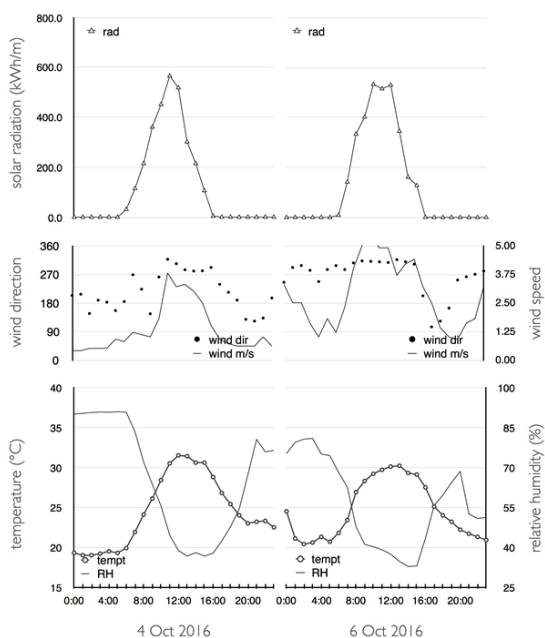 800.0
600.0
400.0
200.0
0.0
solar radiation (kWh/m)
rad
rad
360
270
180
90
0
wind direction
wind dir
wind m/s
wind dir
wind m/s
5.00
3.75
2.50
1.25
0.00
wind speed
40
35
30
25
20
15
temperature (°C)
tempt
RH
tempt
RH
100
85
70
55
40
25
relative humidity (%)
0:00 4:00 8:00 12:00 16:00 20:00 0:00 4:00 8:00 12:00 16:00 20:00
4 Oct 2016 6 Oct 2016